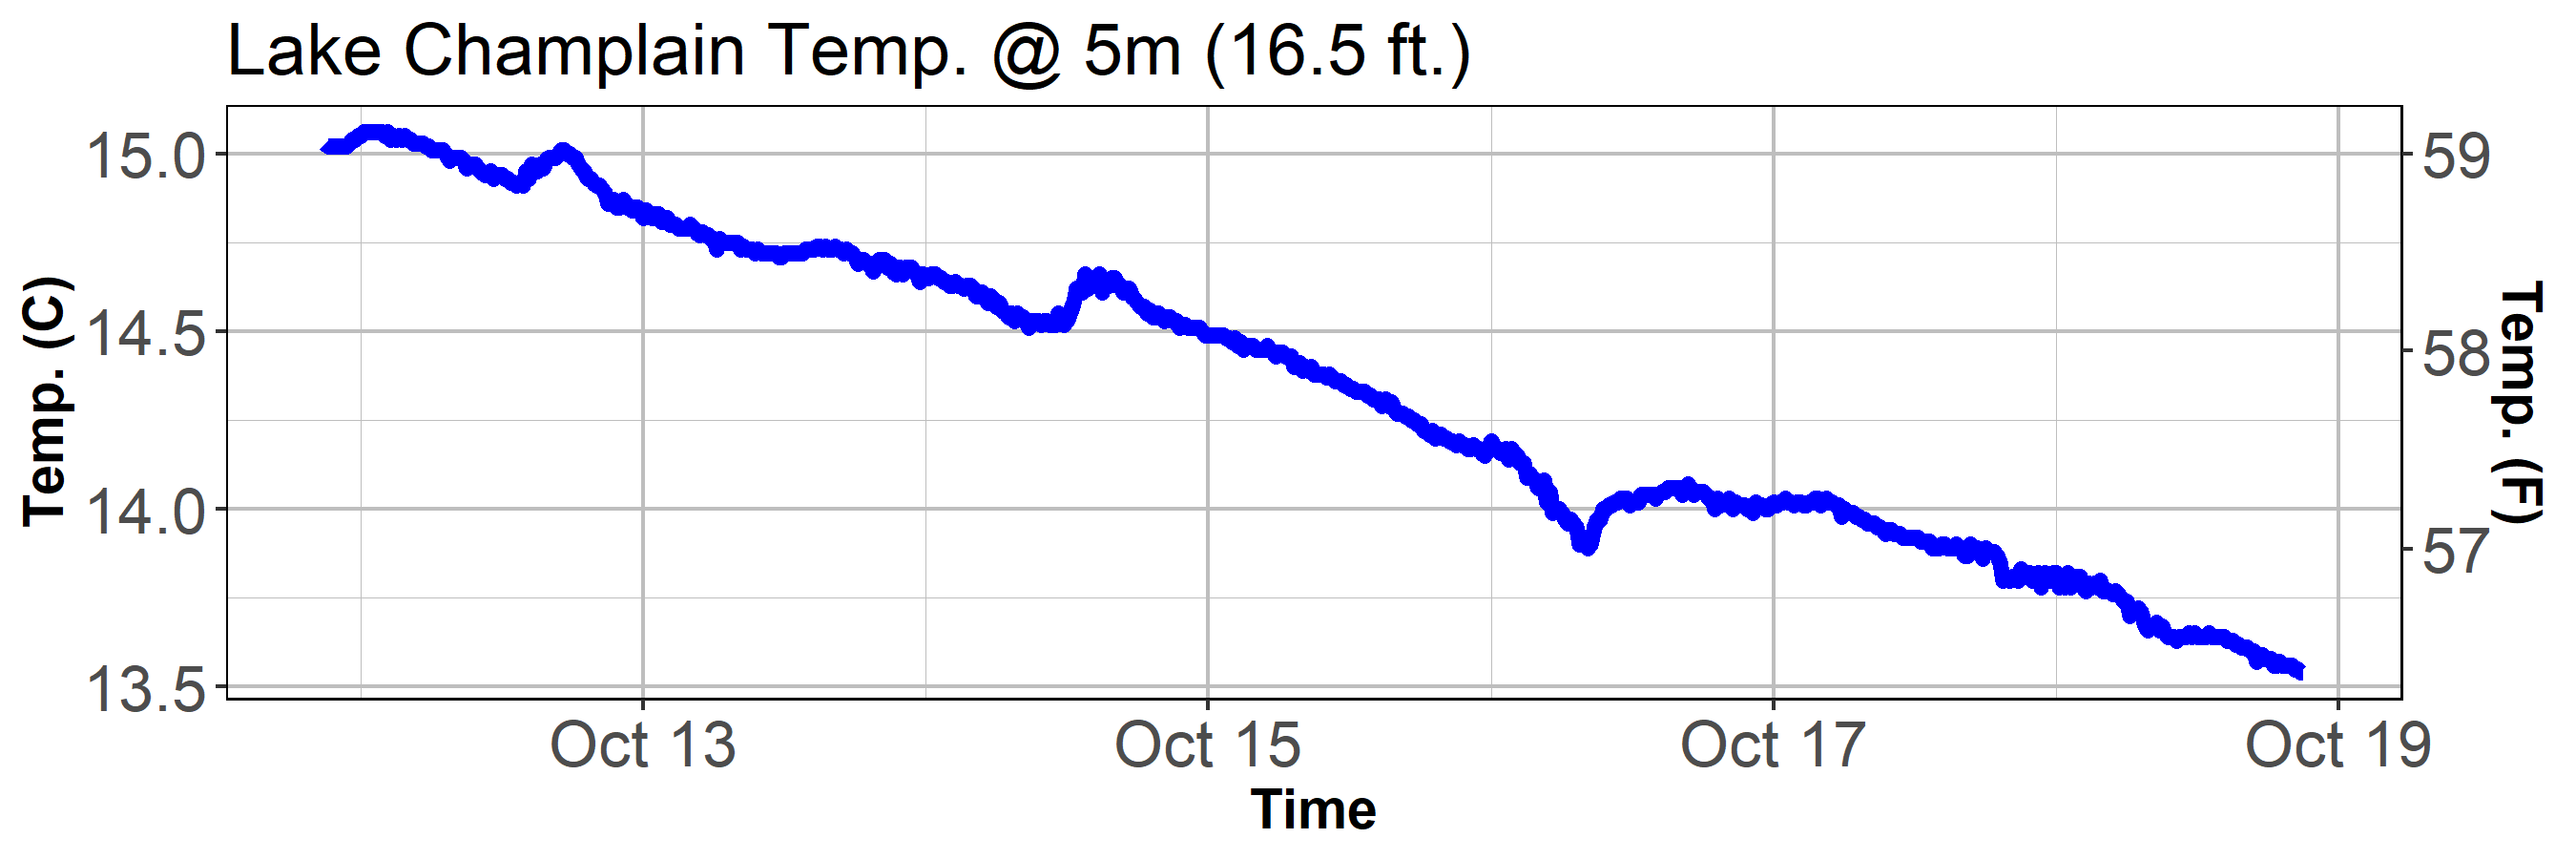 Lake Champlain Temp. @ 5m (16.5 ft.)
15.0
14.5
14.0
13.5
Temp. (C)
59
58
57
Temp. (F)
Oct 13 Oct 15 Oct 17 Oct 19
Time